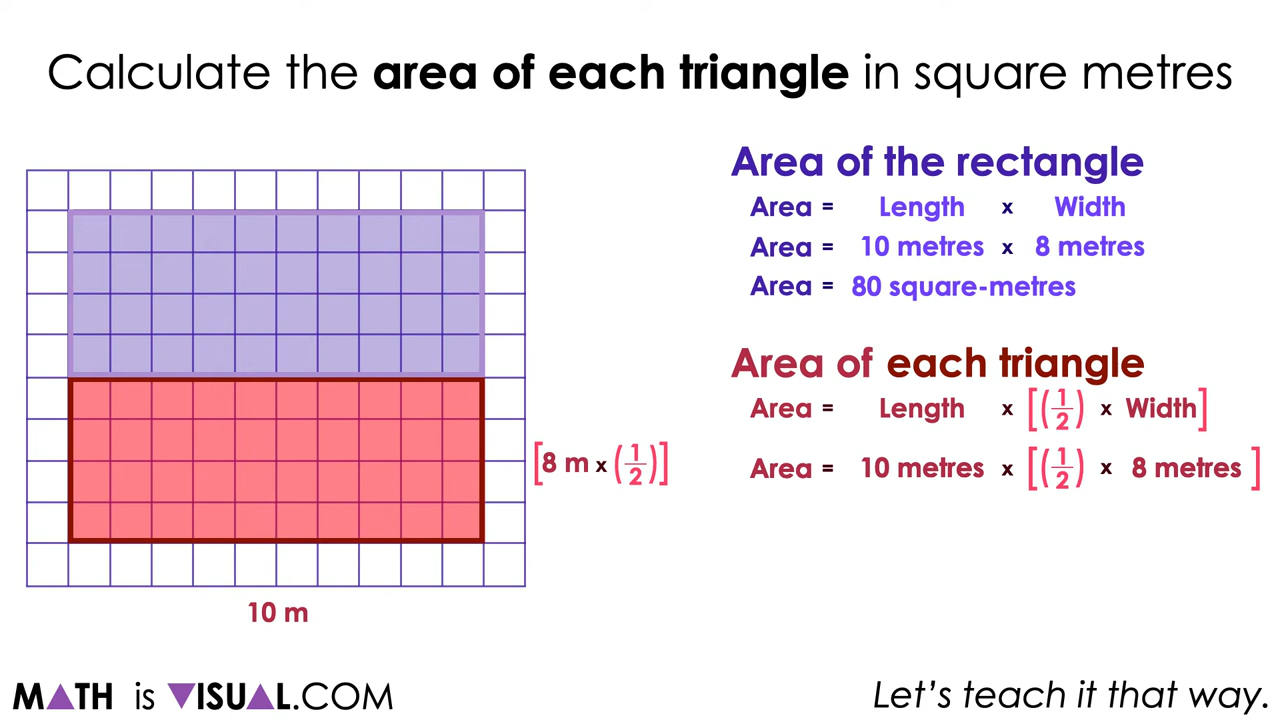 Calculate the area of each triangle in square metres
Area of the rectangle
Area = Length x Width
Area = 10 metres x 8 metres
Area = 80 square-metres
Area of each triangle
Area = Length x [(1/2) x Width]
[8 m x (1/2)]
Area = 10 metres x [(1/2) x 8 metres]
10 m
MATH is VISUAL.COM
Let's teach it that way.